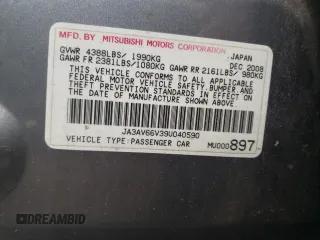 MFD. BY MITSUBISHI MOTORS CORPORATION JAPAN
GVWR 4388LBS/ 1990KG DEC 2008
GAWR FR 2381LBS/1080KG GAWR RR 2161LBS/ 980KG
THIS VEHICLE CONFORMS TO ALL APPLICABLE
FEDERAL MOTOR VEHICLE SAFETY,BUMPER,AND
THEFT PREVENTION STANDARDS IN EFFECT ON
THE DATE OF MANUFACTURE SHOWN ABOVE.
JA3AV66V39U040590
VEHICLE TYPE:PASSENGER CAR MU000897
© DREAMBID